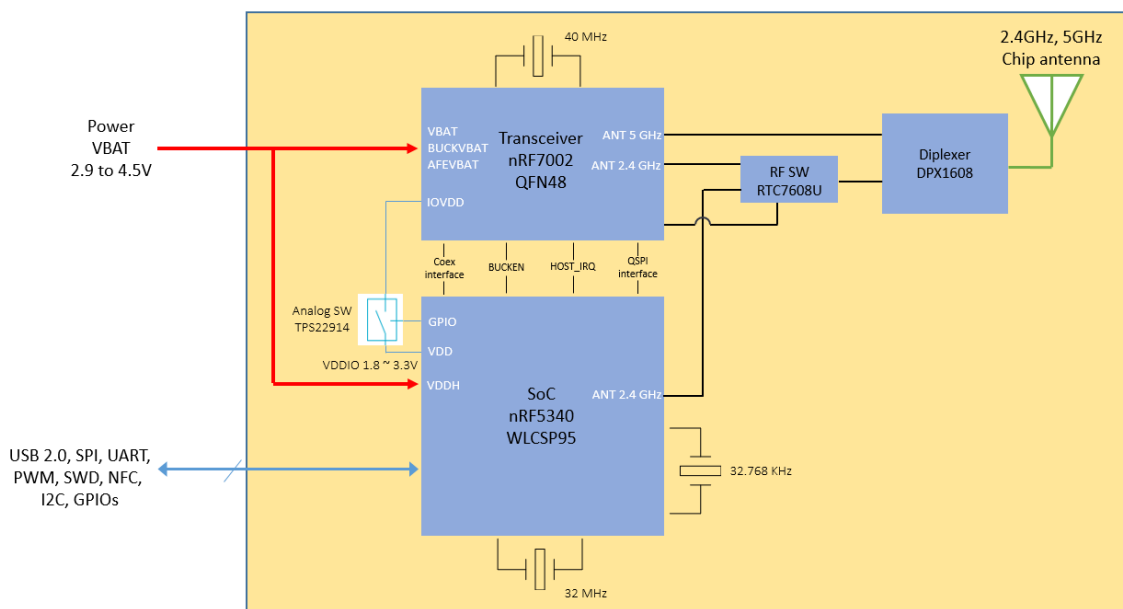 40 MHz
2.4GHz, 5GHz
Chip antenna
Power
VBAT
2.9 to 4.5V
VBAT
BUCKVBAT
AFEVBAT
IOVDD
Transceiver
nRF7002
QFN48
ANT 5 GHz
ANT 2.4 GHz
RF SW
RTC7608U
Diplexer
DPX1608
Coex
interface
BUCKEN
HOST_IRQ
QSPI
interface
Analog SW
TPS22914
GPIO
VDD
VDDIO 1.8 ~ 3.3V
VDDH
SoC
nRF5340
WLCSP95
ANT 2.4 GHz
32.768 KHz
USB 2.0, SPI, UART,
PWM, SWD, NFC,
I2C, GPIOs
32 MHz